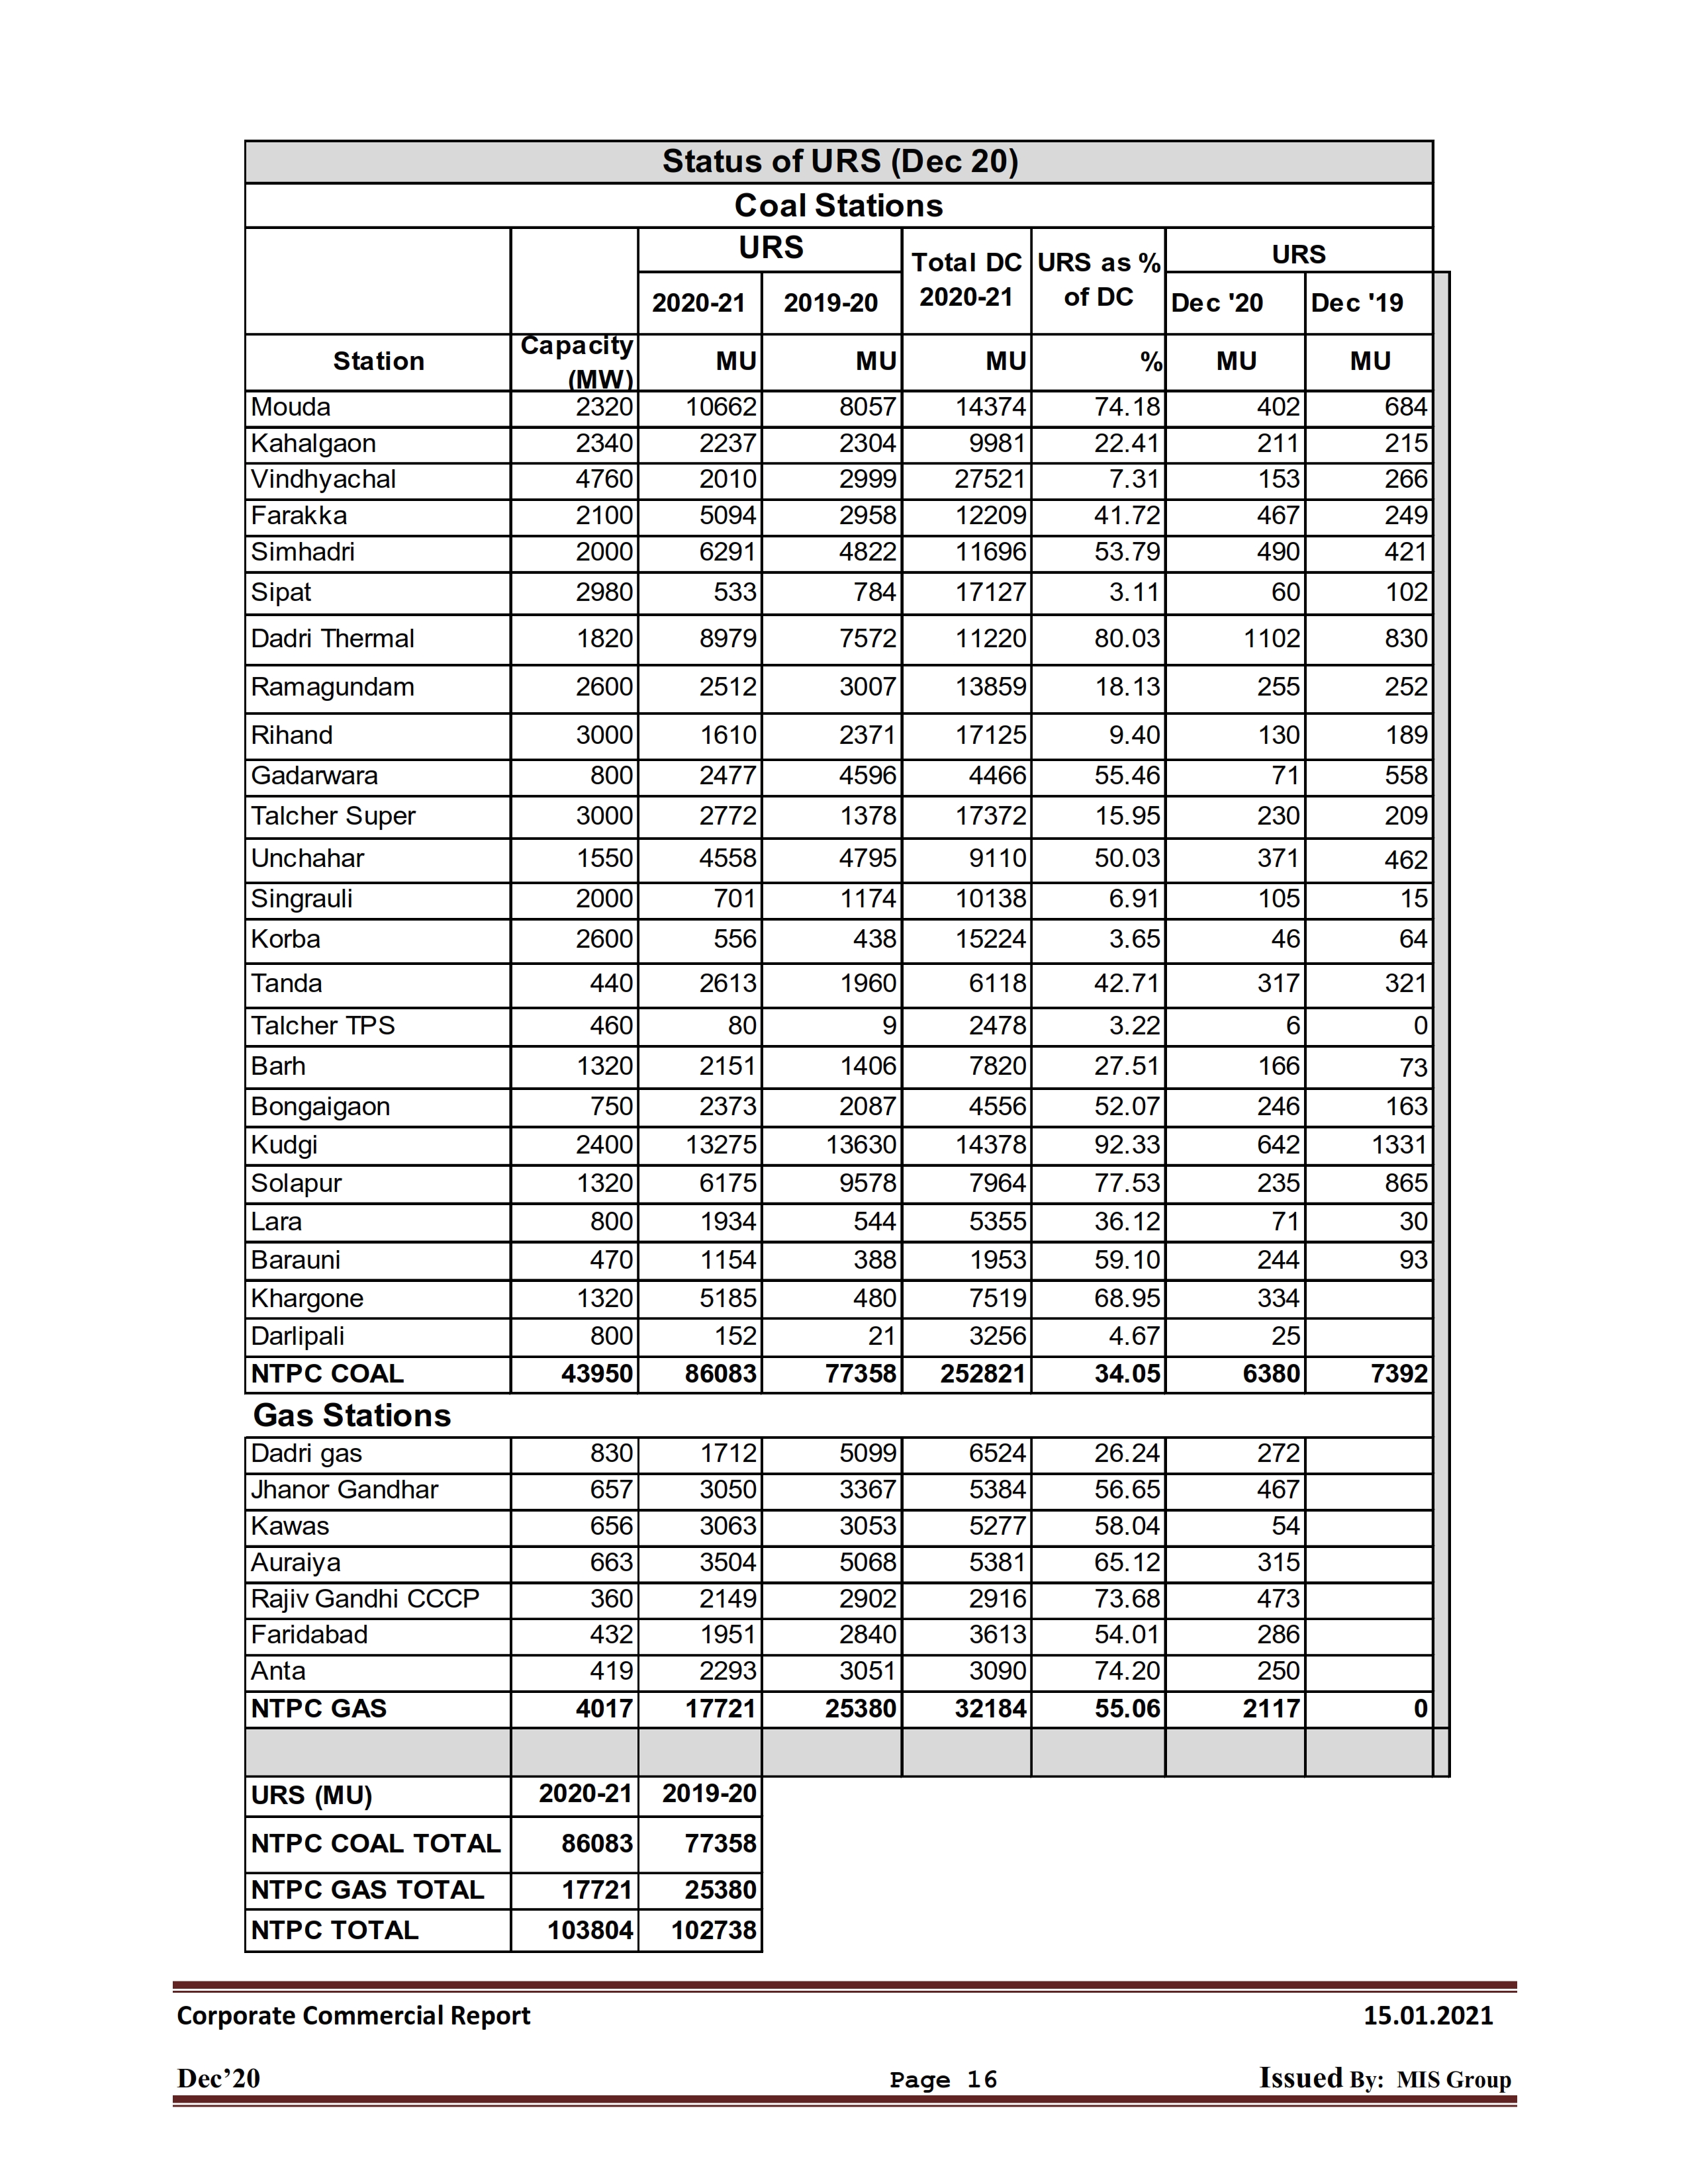 Status of URS (Dec 20)
Coal Stations
URS Total DC 2020-21 URS as % of DC URS
2020-21 2019-20 Dec '20 Dec '19
Station Capacity (MW) MU MU MU % MU MU
Mouda 2320 10662 8057 14374 74.18 402 684
Kahalgaon 2340 2237 2304 9981 22.41 211 215
Vindhyachal 4760 2010 2999 27521 7.31 153 266
Farakka 2100 5094 2958 12209 41.72 467 249
Simhadri 2000 6291 4822 11696 53.79 490 421
Sipat 2980 533 784 17127 3.11 60 102
Dadri Thermal 1820 8979 7572 11220 80.03 1102 830
Ramagundam 2600 2512 3007 13859 18.13 255 252
Rihand 3000 1610 2371 17125 9.40 130 189
Gadarwara 800 2477 4596 4466 55.46 71 558
Talcher Super 3000 2772 1378 17372 15.95 230 209
Unchahar 1550 4558 4795 9110 50.03 371 462
Singrauli 2000 701 1174 10138 6.91 105 15
Korba 2600 556 438 15224 3.65 46 64
Tanda 440 2613 1960 6118 42.71 317 321
Talcher TPS 460 80 9 2478 3.22 6 0
Barh 1320 2151 1406 7820 27.51 166 73
Bongaigaon 750 2373 2087 4556 52.07 246 163
Kudgi 2400 13275 13630 14378 92.33 642 1331
Solapur 1320 6175 9578 7964 77.53 235 865
Lara 800 1934 544 5355 36.12 71 30
Barauni 470 1154 388 1953 59.10 244 93
Khargone 1320 5185 480 7519 68.95 334
Darlipali 800 152 21 3256 4.67 25
NTPC COAL 43950 86083 77358 252821 34.05 6380 7392
Gas Stations
Dadri gas 830 1712 5099 6524 26.24 272
Jhanor Gandhar 657 3050 3367 5384 56.65 467
Kawas 656 3063 3053 5277 58.04 54
Auraiya 663 3504 5068 5381 65.12 315
Rajiv Gandhi CCCP 360 2149 2902 2916 73.68 473
Faridabad 432 1951 2840 3613 54.01 286
Anta 419 2293 3051 3090 74.20 250
NTPC GAS 4017 17721 25380 32184 55.06 2117 0
URS (MU) 2020-21 2019-20
NTPC COAL TOTAL 86083 77358
NTPC GAS TOTAL 17721 25380
NTPC TOTAL 103804 102738
Corporate Commercial Report 15.01.2021
Dec’20 Page 16 Issued By: MIS Group